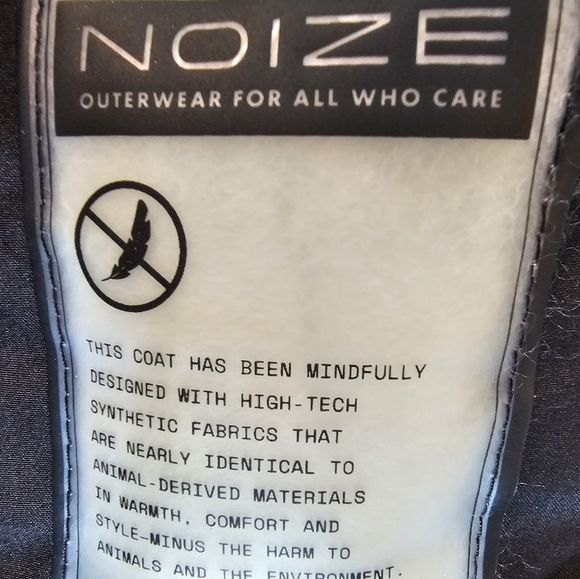 NOIZE
OUTERWEAR FOR ALL WHO CARE
THIS COAT HAS BEEN MINDFULLY
DESIGNED WITH HIGH-TECH
SYNTHETIC FABRICS THAT
ARE NEARLY IDENTICAL TO
ANIMAL-DERIVED MATERIALS
IN WARMTH, COMFORT AND
STYLE-MINUS THE HARM TO
ANIMALS AND THE ENVIRONMENT.